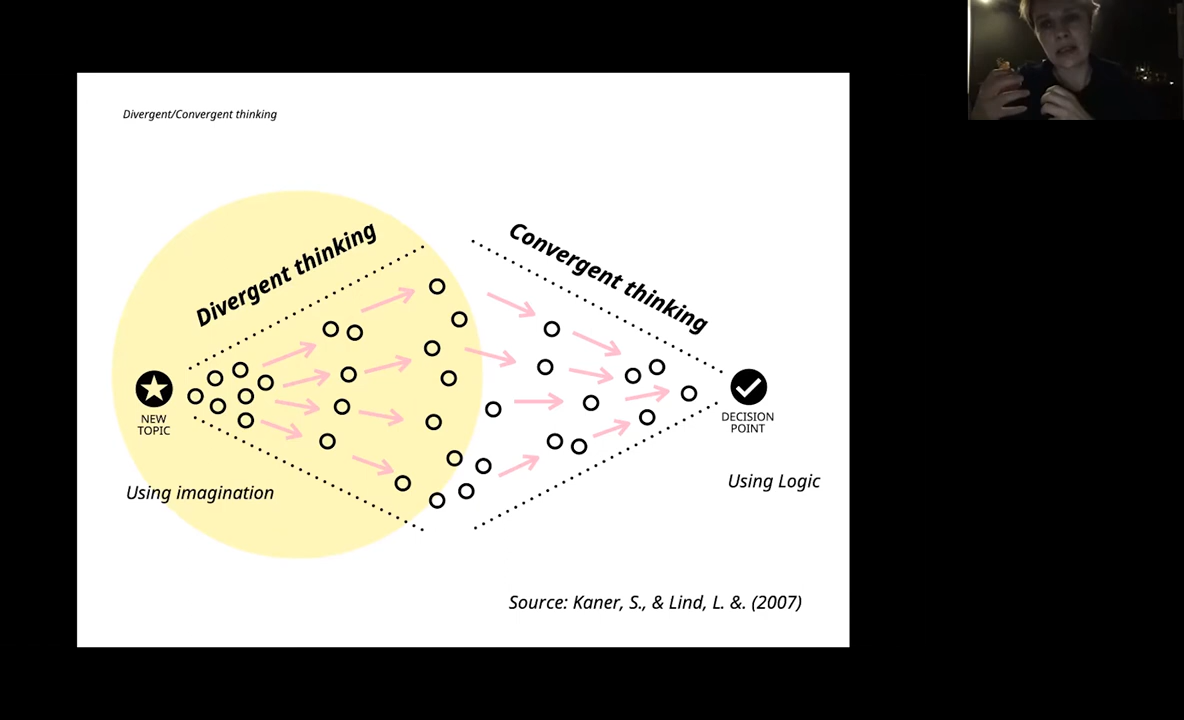 Divergent/Convergent thinking
Divergent thinking
Convergent thinking
NEW
TOPIC
DECISION
POINT
Using imagination
Using Logic
Source: Kaner, S., & Lind, L. &. (2007)